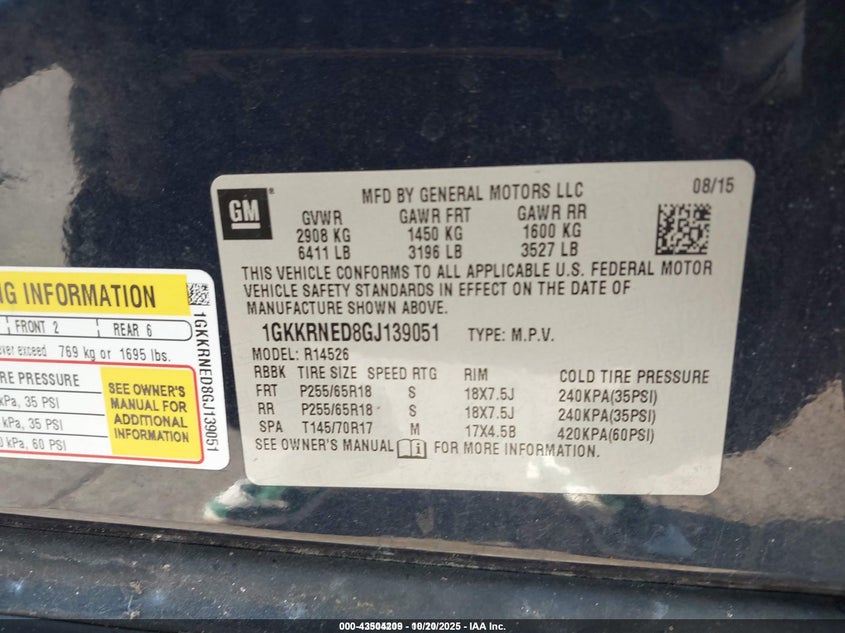 GM ®
MFD BY GENERAL MOTORS LLC 08/15
GVWR GAWR FRT GAWR RR
2908 KG 1450 KG 1600 KG
6411 LB 3196 LB 3527 LB
THIS VEHICLE CONFORMS TO ALL APPLICABLE U.S. FEDERAL MOTOR
VEHICLE SAFETY STANDARDS IN EFFECT ON THE DATE OF
MANUFACTURE SHOWN ABOVE.
1GKKRNED8GJ139051 TYPE: M.P.V.
MODEL: R14526
RBBK TIRE SIZE SPEED RTG RIM COLD TIRE PRESSURE
FRT P255/65R18 S 18X7.5J 240KPA(35PSI)
RR P255/65R18 S 18X7.5J 240KPA(35PSI)
SPA T145/70R17 M 17X4.5B 420KPA(60PSI)
SEE OWNER'S MANUAL i FOR MORE INFORMATION.
NG INFORMATION
FRONT 2 REAR 6
ver exceed 769 kg or 1695 lbs.
IRE PRESSURE
kPa, 35 PSI
kPa, 35 PSI
0 kPa, 60 PSI
SEE OWNER'S
MANUAL FOR
ADDITIONAL
INFORMATION
1GKKRNED8GJ139051
000-43504209 - 10/20/2025 - IAA Inc.